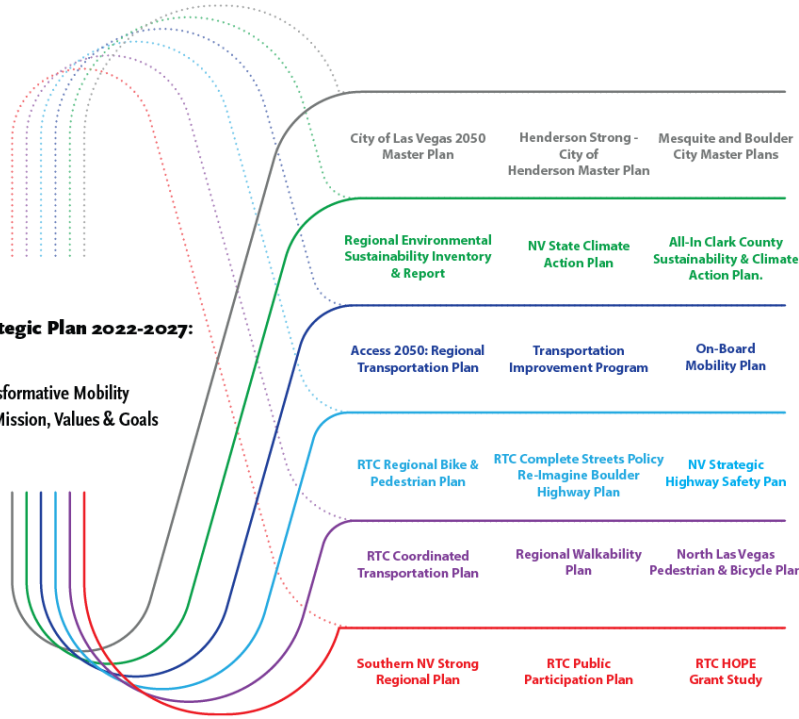 City of Las Vegas 2050
Master Plan
Henderson Strong -
City of
Henderson Master Plan
Mesquite and Boulder
City Master Plans
Regional Environmental
Sustainability Inventory
& Report
NV State Climate
Action Plan
All-In Clark County
Sustainability & Climate
Action Plan.
tegic Plan 2022-2027:
sformative Mobility
Mission, Values & Goals
Access 2050: Regional
Transportation Plan
Transportation
Improvement Program
On-Board
Mobility Plan
RTC Regional Bike &
Pedestrian Plan
RTC Complete Streets Policy
Re-Imagine Boulder
Highway Plan
NV Strategic
Highway Safety Pan
RTC Coordinated
Transportation Plan
Regional Walkability
Plan
North Las Vegas
Pedestrian & Bicycle Plan
Southern NV Strong
Regional Plan
RTC Public
Participation Plan
RTC HOPE
Grant Study